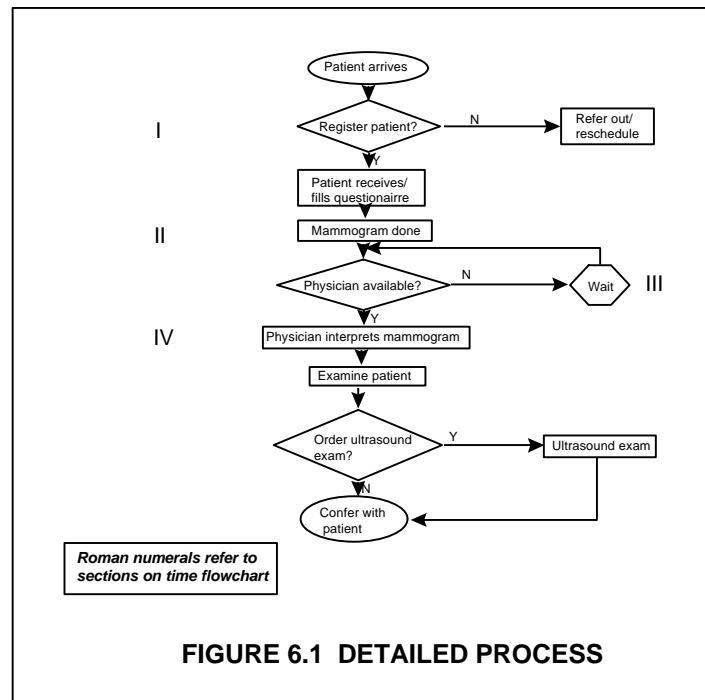 Patient arrives
I
Register patient?
N
Refer out/
reschedule
Y
Patient receives/
fills questionairre
II
Mammogram done
Physician available?
N
Wait
III
Y
IV
Physician interprets mammogram
Examine patient
Order ultrasound
exam?
Y
Ultrasound exam
N
Confer with
patient
Roman numerals refer to
sections on time flowchart
FIGURE 6.1 DETAILED PROCESS